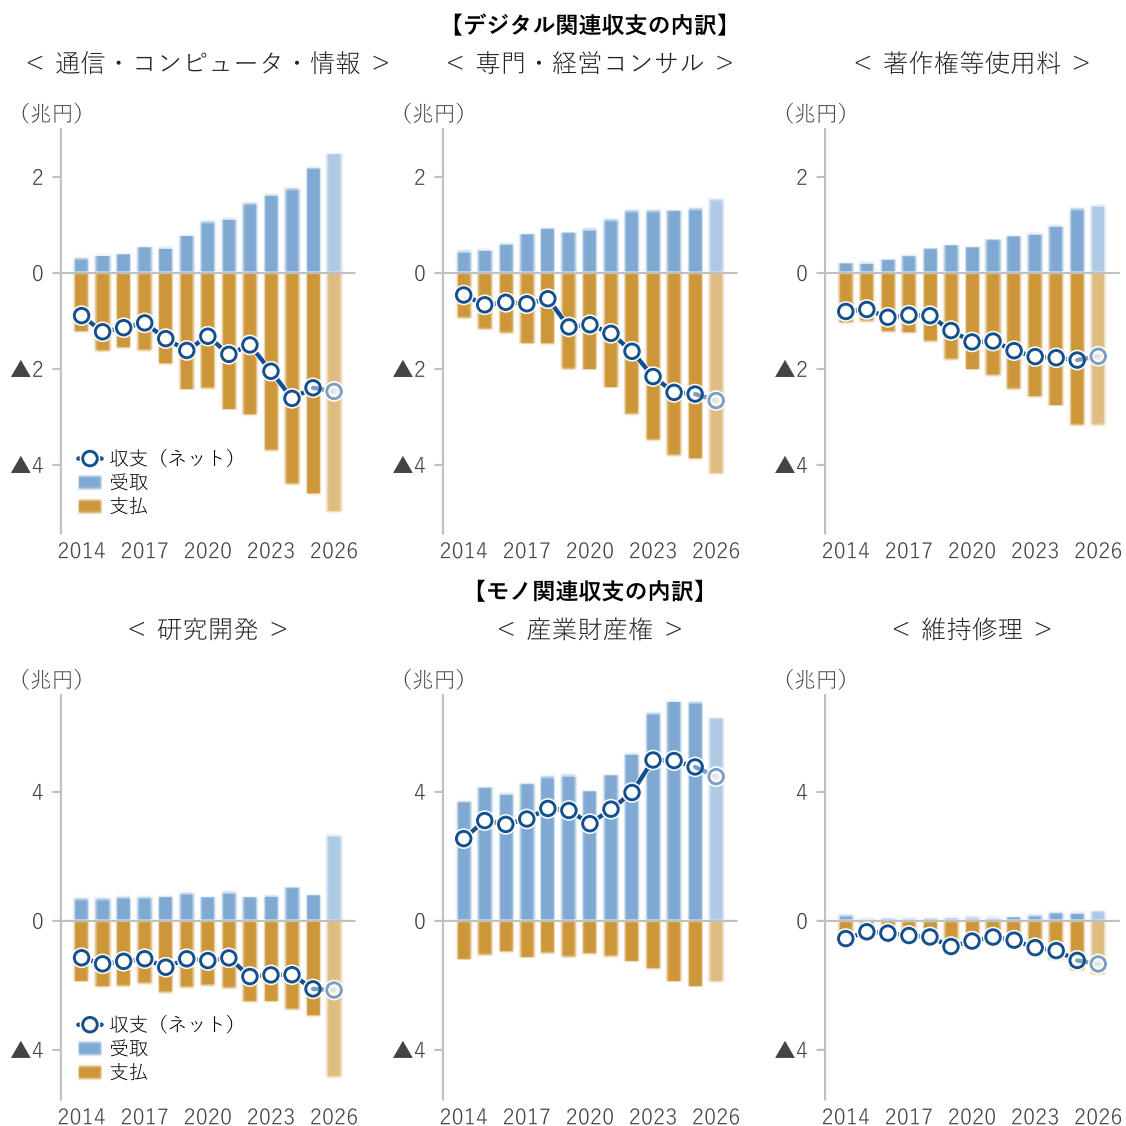 【デジタル関連収支の内訳】
< 通信・コンピュータ・情報 >
< 専門・経営コンサル >
< 著作権等使用料 >
（兆円）
（兆円）
（兆円）
2
2
2
0
0
0
▲2
▲2
▲2
▲4
▲4
▲4
収支（ネット）
受取
支払
2014 2017 2020 2023 2026
2014 2017 2020 2023 2026
2014 2017 2020 2023 2026
【モノ関連収支の内訳】
< 研究開発 >
< 産業財産権 >
< 維持修理 >
（兆円）
（兆円）
（兆円）
4
4
4
0
0
0
▲4
▲4
▲4
収支（ネット）
受取
支払
2014 2017 2020 2023 2026
2014 2017 2020 2023 2026
2014 2017 2020 2023 2026